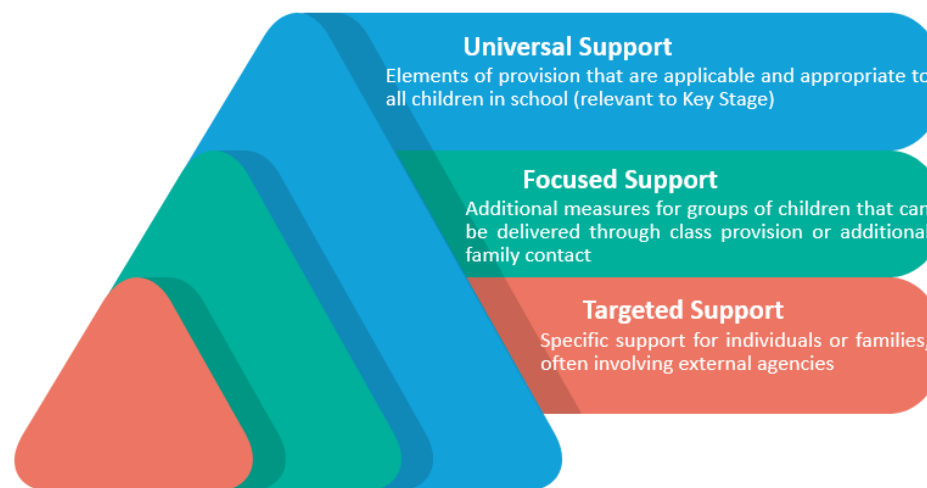 Universal Support
Elements of provision that are applicable and appropriate to
all children in school (relevant to Key Stage)
Focused Support
Additional measures for groups of children that can
be delivered through class provision or additional
family contact
Targeted Support
Specific support for individuals or families,
often involving external agencies